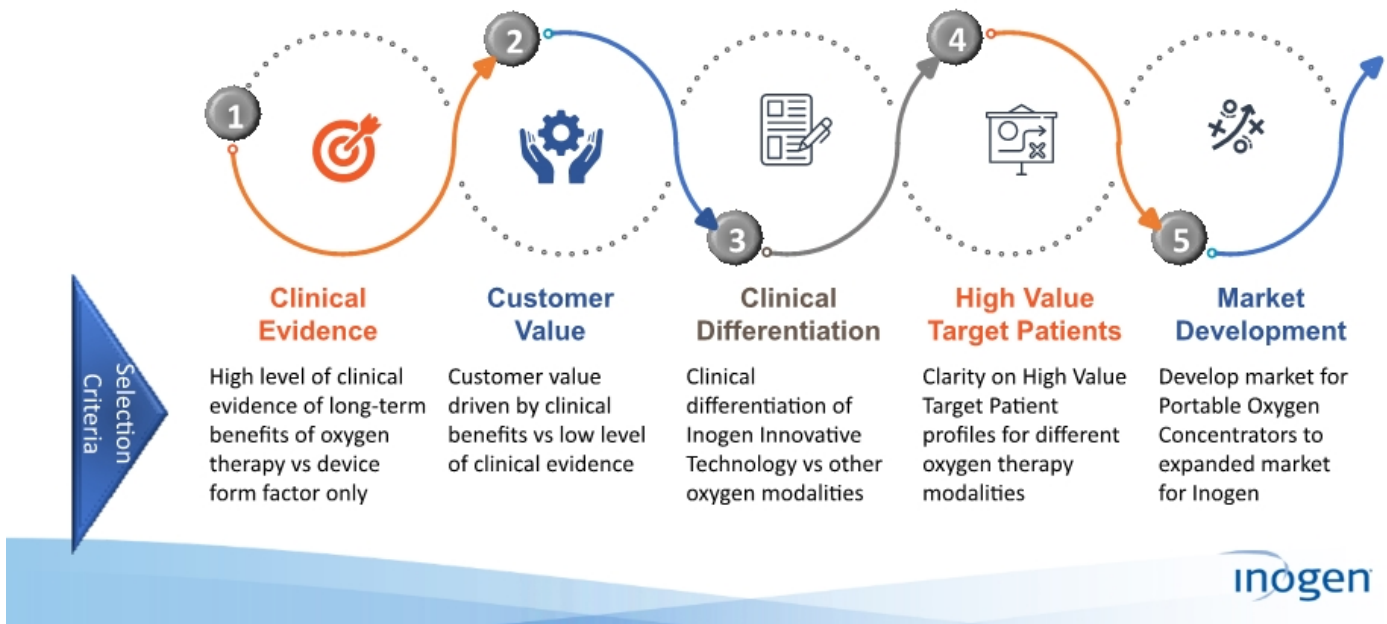 1
2
3
4
5
Selection
Criteria
Clinical
Evidence
High level of clinical
evidence of long-term
benefits of oxygen
therapy vs device
form factor only
Customer
Value
Customer value
driven by clinical
benefits vs low level
of clinical evidence
Clinical
Differentiation
Clinical
differentiation of
Inogen Innovative
Technology vs other
oxygen modalities
High Value
Target Patients
Clarity on High Value
Target Patient
profiles for different
oxygen therapy
modalities
Market
Development
Develop market for
Portable Oxygen
Concentrators to
expanded market
for Inogen
inogen